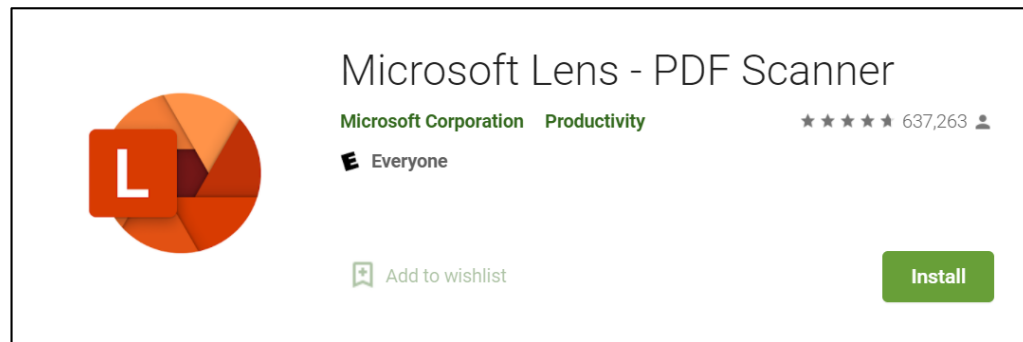 Microsoft Lens - PDF Scanner
Microsoft Corporation Productivity 637,263
E Everyone
L
Add to wishlist
Install